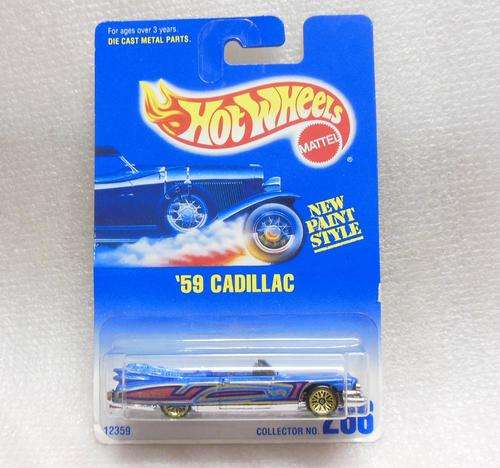 For ages over 3 years.
DIE CAST METAL PARTS.
HOT WHEELS
MATTEL
®
NEW
PAINT
STYLE
'59 CADILLAC
12359
COLLECTOR NO. 266